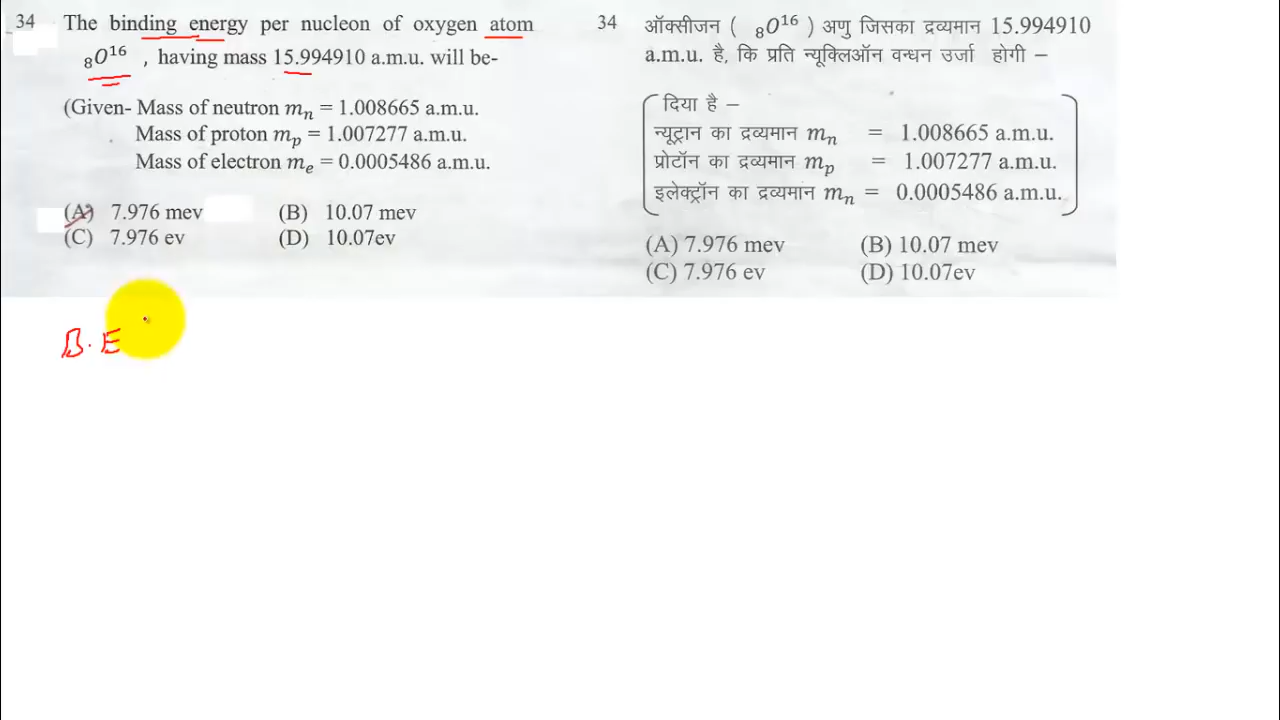 34 The binding energy per nucleon of oxygen atom
₈O¹⁶ , having mass 15.994910 a.m.u. will be-
(Given- Mass of neutron mₙ = 1.008665 a.m.u.
Mass of proton mₚ = 1.007277 a.m.u.
Mass of electron mₑ = 0.0005486 a.m.u.
(A) 7.976 mev (B) 10.07 mev
(C) 7.976 ev (D) 10.07ev
34 ऑक्सीजन ( ₈O¹⁶ ) अणु जिसका द्रव्यमान 15.994910
a.m.u. है, कि प्रति न्यूक्लिऑन वन्धन उर्जा होगी –
दिया है –
न्यूट्रान का द्रव्यमान mₙ = 1.008665 a.m.u.
प्रोटॉन का द्रव्यमान mₚ = 1.007277 a.m.u.
इलेक्ट्रॉन का द्रव्यमान mₙ = 0.0005486 a.m.u.
(A) 7.976 mev (B) 10.07 mev
(C) 7.976 ev (D) 10.07ev
B.E